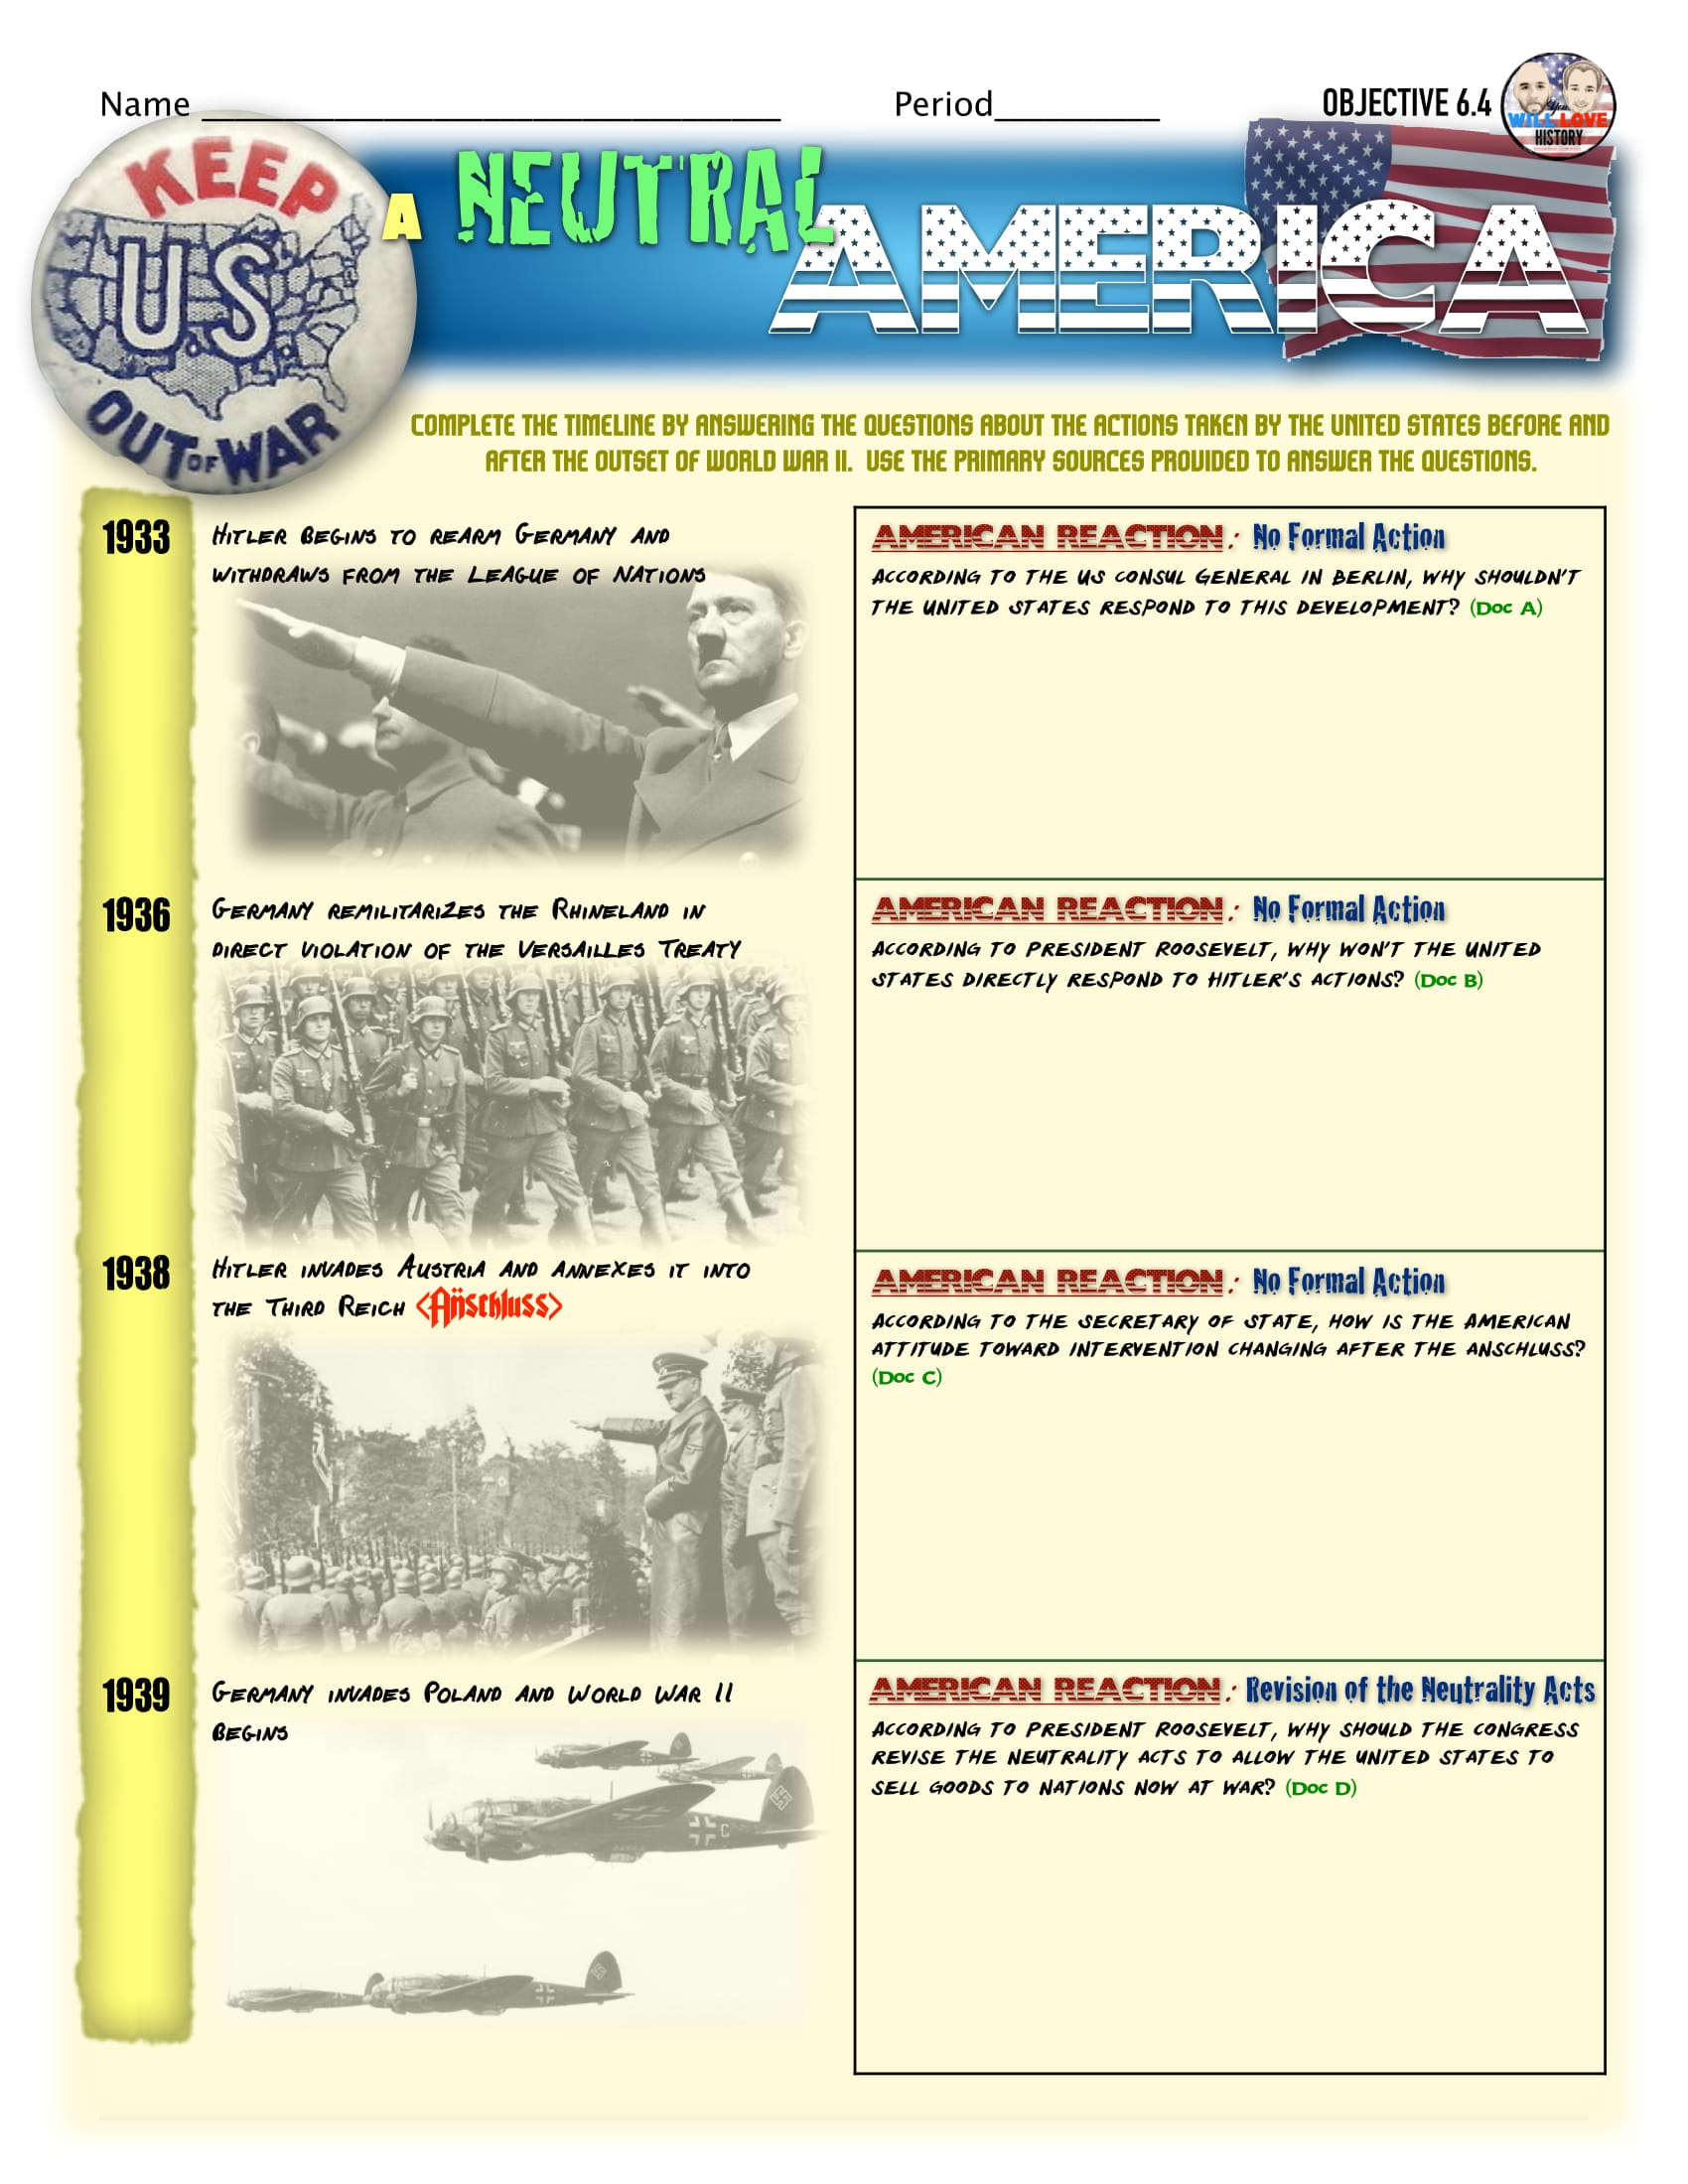 Name
Period
OBJECTIVE 6.4
WILL LOVE
HISTORY
KEEP
US
OUT OF WAR
A NEUTRAL
AMERICA
COMPLETE THE TIMELINE BY ANSWERING THE QUESTIONS ABOUT THE ACTIONS TAKEN BY THE UNITED STATES BEFORE AND
AFTER THE OUTSET OF WORLD WAR II. USE THE PRIMARY SOURCES PROVIDED TO ANSWER THE QUESTIONS.
1933
HITLER BEGINS TO REARM GERMANY AND
WITHDRAWS FROM THE LEAGUE OF NATIONS
AMERICAN REACTION: No Formal Action
ACCORDING TO THE US CONSUL GENERAL IN BERLIN, WHY SHOULDN'T
THE UNITED STATES RESPOND TO THIS DEVELOPMENT? (Doc A)
1936
GERMANY REMILITARIZES THE RHINELAND IN
DIRECT VIOLATION OF THE VERSAILLES TREATY
AMERICAN REACTION: No Formal Action
ACCORDING TO PRESIDENT ROOSEVELT, WHY WON'T THE UNITED
STATES DIRECTLY RESPOND TO HITLER'S ACTIONS? (Doc B)
1938
HITLER INVADES AUSTRIA AND ANNEXES IT INTO
THE THIRD REICH <Añschluss>
AMERICAN REACTION: No Formal Action
ACCORDING TO THE SECRETARY OF STATE, HOW IS THE AMERICAN
ATTITUDE TOWARD INTERVENTION CHANGING AFTER THE ANSCHLUSS?
(Doc C)
1939
GERMANY INVADES POLAND AND WORLD WAR II
BEGINS
AMERICAN REACTION: Revision of the Neutrality Acts
ACCORDING TO PRESIDENT ROOSEVELT, WHY SHOULD THE CONGRESS
REVISE THE NEUTRALITY ACTS TO ALLOW THE UNITED STATES TO
SELL GOODS TO NATIONS NOW AT WAR? (Doc D)